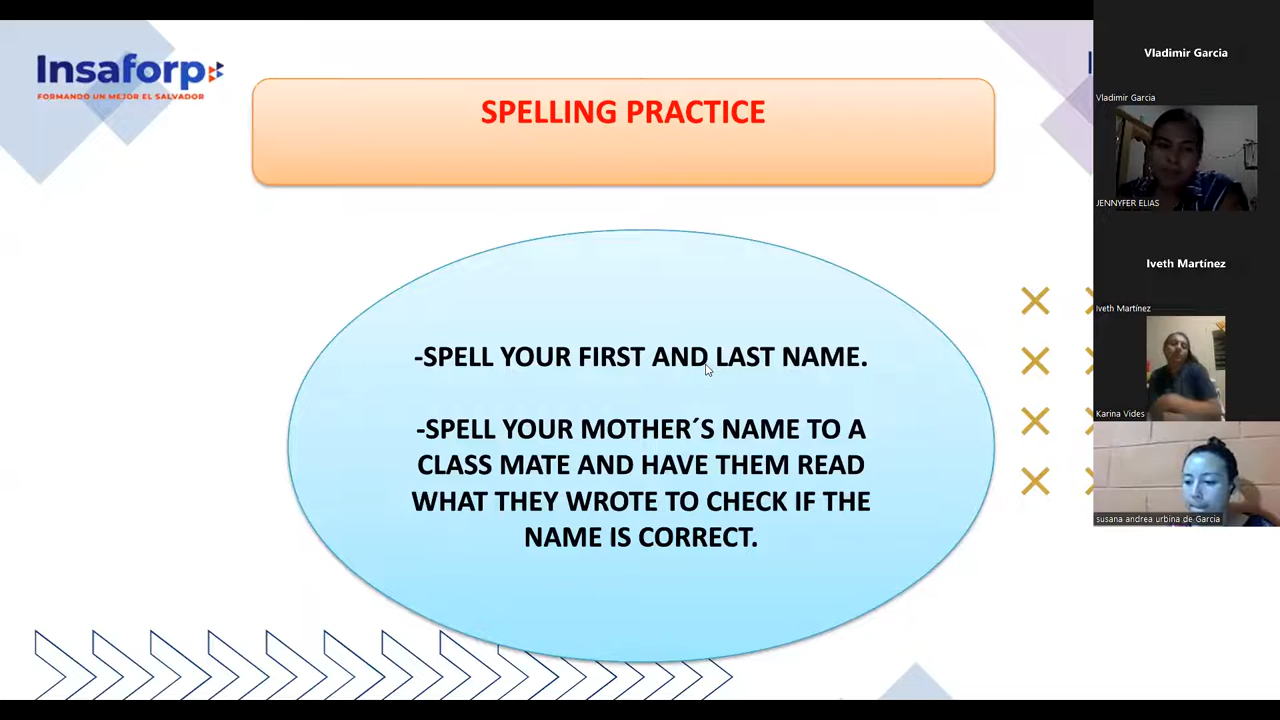 Insaforp
FORMANDO UN MEJOR EL SALVADOR
SPELLING PRACTICE
-SPELL YOUR FIRST AND LAST NAME.
-SPELL YOUR MOTHER´S NAME TO A
CLASS MATE AND HAVE THEM READ
WHAT THEY WROTE TO CHECK IF THE
NAME IS CORRECT.
Vladimir Garcia
Vladimir Garcia
JENNYFER ELIAS
Iveth Martínez
Iveth Martínez
Karina Vides
susana andrea urbina de Garcia